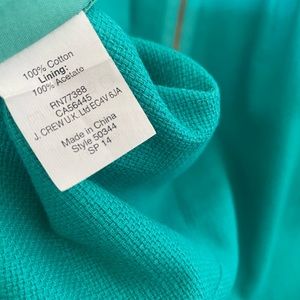 100% Cotton
Lining:
100% Acetate
RN77388
CA56445
J. CREW U.K. Ltd EC4V 6JA
Made in China
Style 50344
SP 14